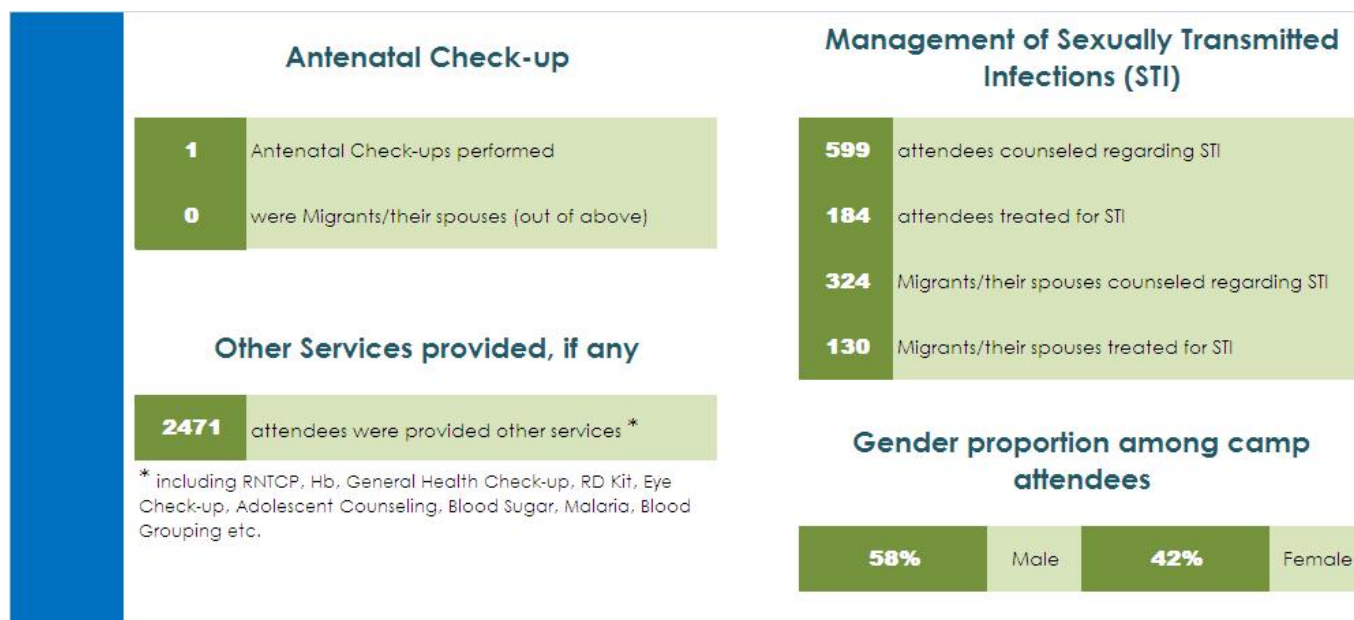 Antenatal Check-up
1 Antenatal Check-ups performed
0 were Migrants/their spouses (out of above)
Other Services provided, if any
2471 attendees were provided other services *
* including RNTCP, Hb, General Health Check-up, RD Kit, Eye
Check-up, Adolescent Counseling, Blood Sugar, Malaria, Blood
Grouping etc.
Management of Sexually Transmitted
Infections (STI)
599 attendees counseled regarding STI
184 attendees treated for STI
324 Migrants/their spouses counseled regarding STI
130 Migrants/their spouses treated for STI
Gender proportion among camp
attendees
58% Male 42% Female